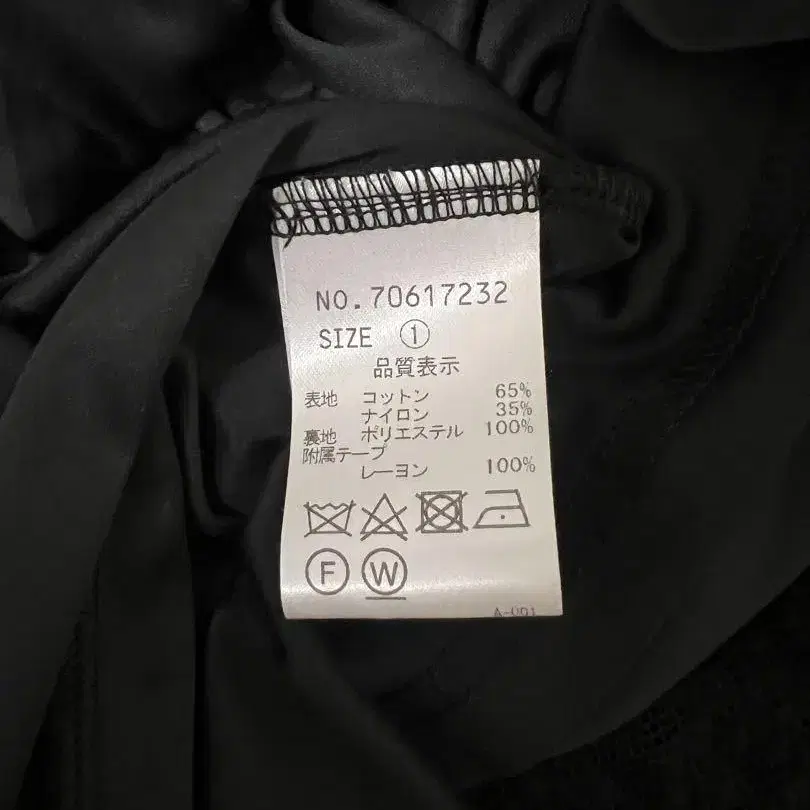 NO.70617232
SIZE ①
品質表示
表地 コットン 65%
ナイロン 35%
裏地 ポリエステル 100%
附属テープ
レーヨン 100%
F W
A-001